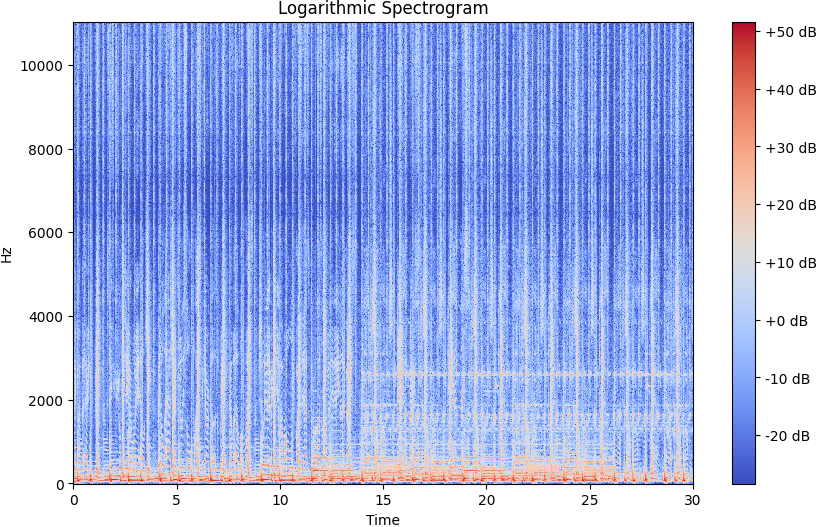 Logarithmic Spectrogram
Hz
10000
8000
6000
4000
2000
0
0 5 10 15 20 25 30
Time
+50 dB
+40 dB
+30 dB
+20 dB
+10 dB
+0 dB
-10 dB
-20 dB